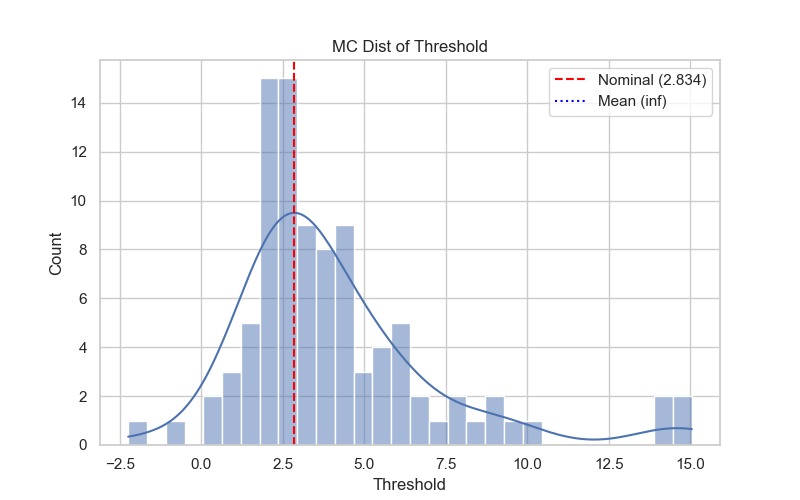 MC Dist of Threshold
Nominal (2.834)
Mean (inf)
Count
14
12
10
8
6
4
2
0
−2.5 0.0 2.5 5.0 7.5 10.0 12.5 15.0
Threshold